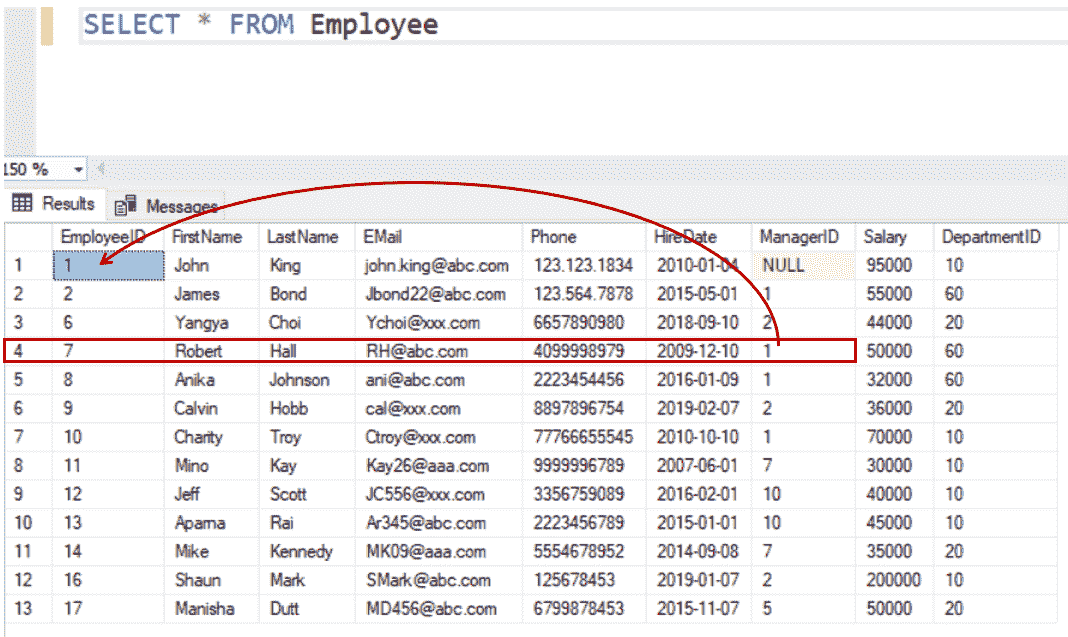 SELECT * FROM Employee
150 %
Results Messages
EmployeeID FirstName LastName EMail Phone HireDate ManagerID Salary DepartmentID
1 1 John King john.king@abc.com 123.123.1834 2010-01-04 NULL 95000 10
2 2 James Bond Jbond22@abc.com 123.564.7878 2015-05-01 1 55000 60
3 6 Yangya Choi Ychoi@xxx.com 6657890980 2018-09-10 2 44000 20
4 7 Robert Hall RH@abc.com 4099998979 2009-12-10 1 50000 60
5 8 Anika Johnson ani@abc.com 2223454456 2016-01-09 1 32000 60
6 9 Calvin Hobb cal@xxx.com 8897896754 2019-02-07 2 36000 20
7 10 Charity Troy Ctroy@xxx.com 77766655545 2010-10-10 1 70000 10
8 11 Mino Kay Kay26@aaa.com 9999996789 2007-06-01 7 30000 10
9 12 Jeff Scott JC556@xxx.com 3356759089 2016-02-01 10 40000 10
10 13 Aparna Rai Ar345@abc.com 2223456789 2015-01-01 10 45000 10
11 14 Mike Kennedy MK09@aaa.com 5554678952 2014-09-08 7 35000 20
12 16 Shaun Mark SMark@abc.com 125678453 2019-01-07 2 200000 10
13 17 Manisha Dutt MD456@abc.com 6799878453 2015-11-07 5 50000 20